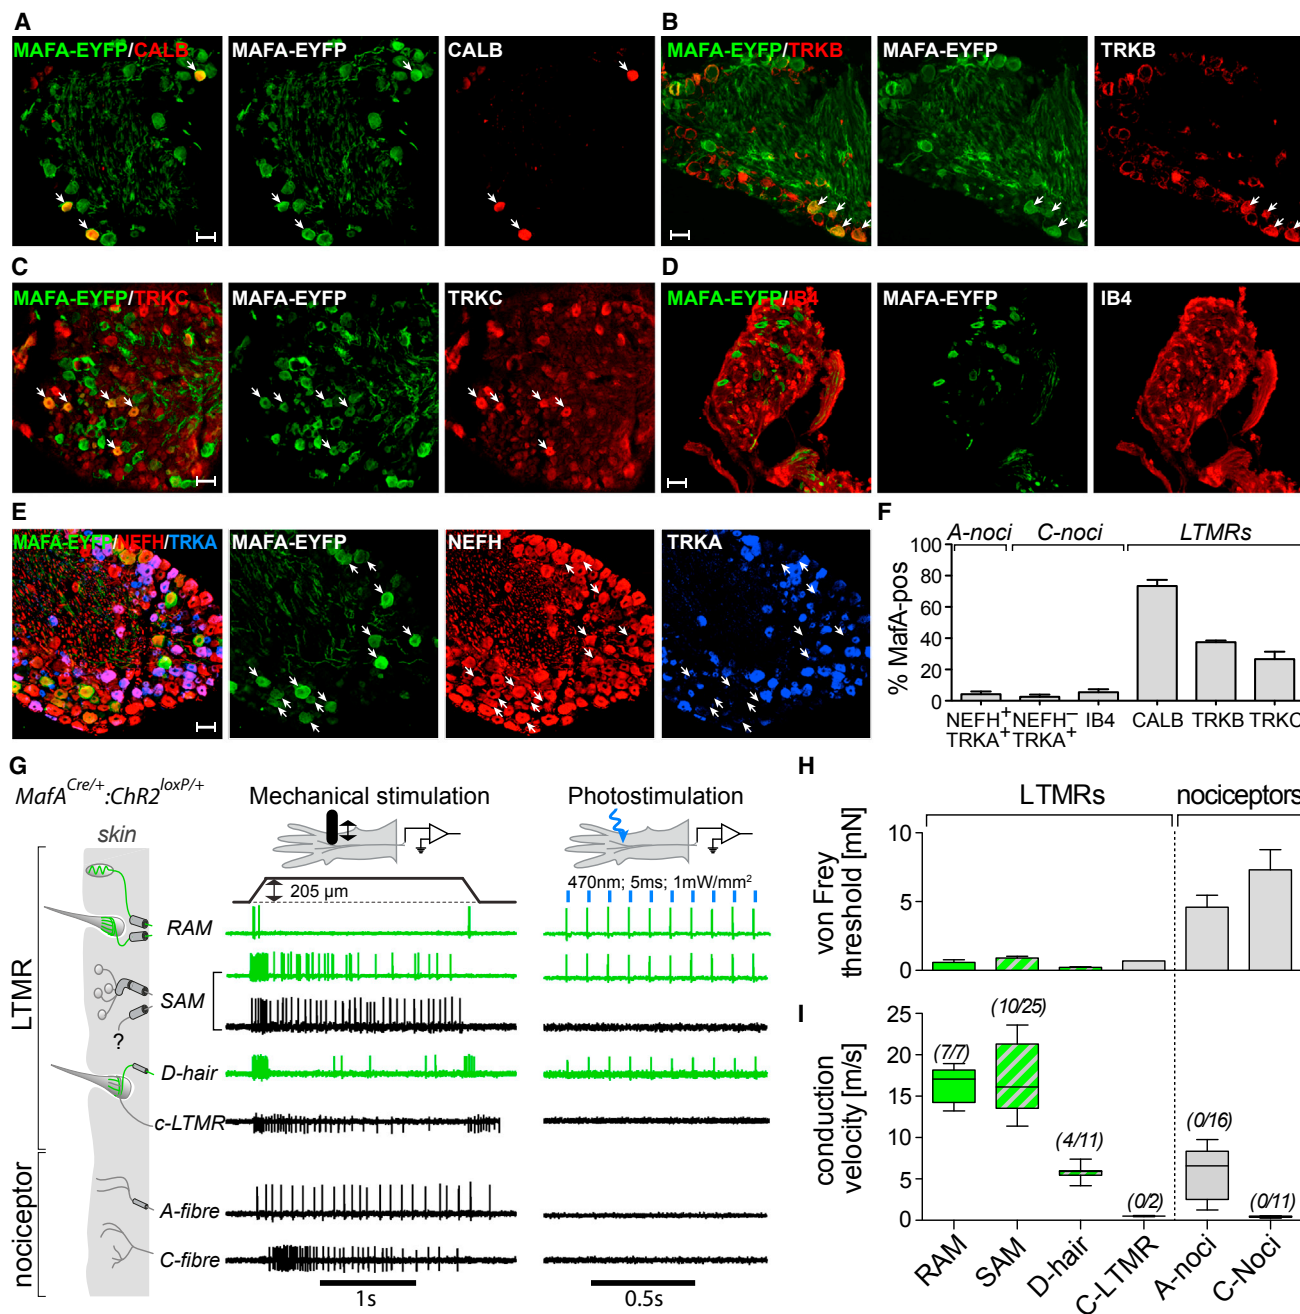 A
MAFA-EYFP/CALB
MAFA-EYFP
CALB
B
MAFA-EYFP/TRKB
MAFA-EYFP
TRKB
C
MAFA-EYFP/TRKC
MAFA-EYFP
TRKC
D
MAFA-EYFP/IB4
MAFA-EYFP
IB4
E
MAFA-EYFP/NEFH/TRKA
MAFA-EYFP
NEFH
TRKA
F
A-noci
C-noci
LTMRs
% MafA-pos
100
80
60
40
20
0
NEFH+ TRKA+
NEFH− TRKA+
IB4
CALB
TRKB
TRKC
G
MafA^Cre/+:ChR2^loxP/+
Mechanical stimulation
Photostimulation
skin
205 µm
470nm; 5ms; 1mW/mm²
LTMR
RAM
SAM
?
D-hair
c-LTMR
nociceptor
A-fibre
C-fibre
1s
0.5s
H
LTMRs
nociceptors
von Frey threshold [mN]
10
5
0
I
conduction velocity [m/s]
25
20
15
10
5
0
(7/7)
(10/25)
(4/11)
(0/2)
(0/16)
(0/11)
RAM
SAM
D-hair
C-LTMR
A-noci
C-Noci